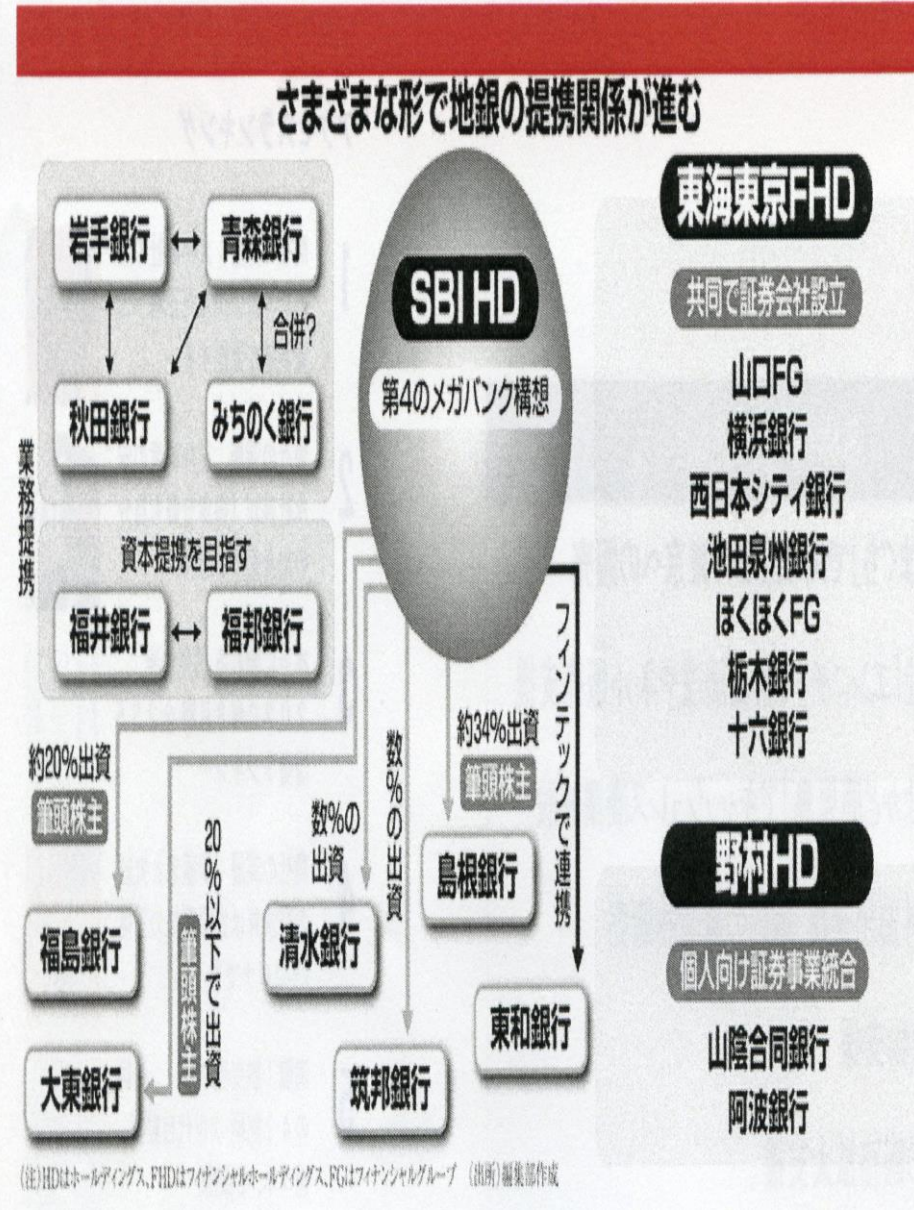 さまざまな形で地銀の提携関係が進む
岩手銀行
青森銀行
合併?
秋田銀行
みちのく銀行
業務提携
資本提携を目指す
福井銀行
福邦銀行
SBI HD
第4のメガバンク構想
約20%出資
筆頭株主
福島銀行
20%以下で出資
筆頭株主
大東銀行
数%の
出資
清水銀行
数%の出資
筑邦銀行
約34%出資
筆頭株主
島根銀行
フィンテックで連携
東和銀行
東海東京FHD
共同で証券会社設立
山口FG
横浜銀行
西日本シティ銀行
池田泉州銀行
ほくほくFG
栃木銀行
十六銀行
野村HD
個人向け証券事業統合
山陰合同銀行
阿波銀行
(注)HDはホールディングス、FHDはフィナンシャルホールディングス、FGはフィナンシャルグループ (出所)編集部作成